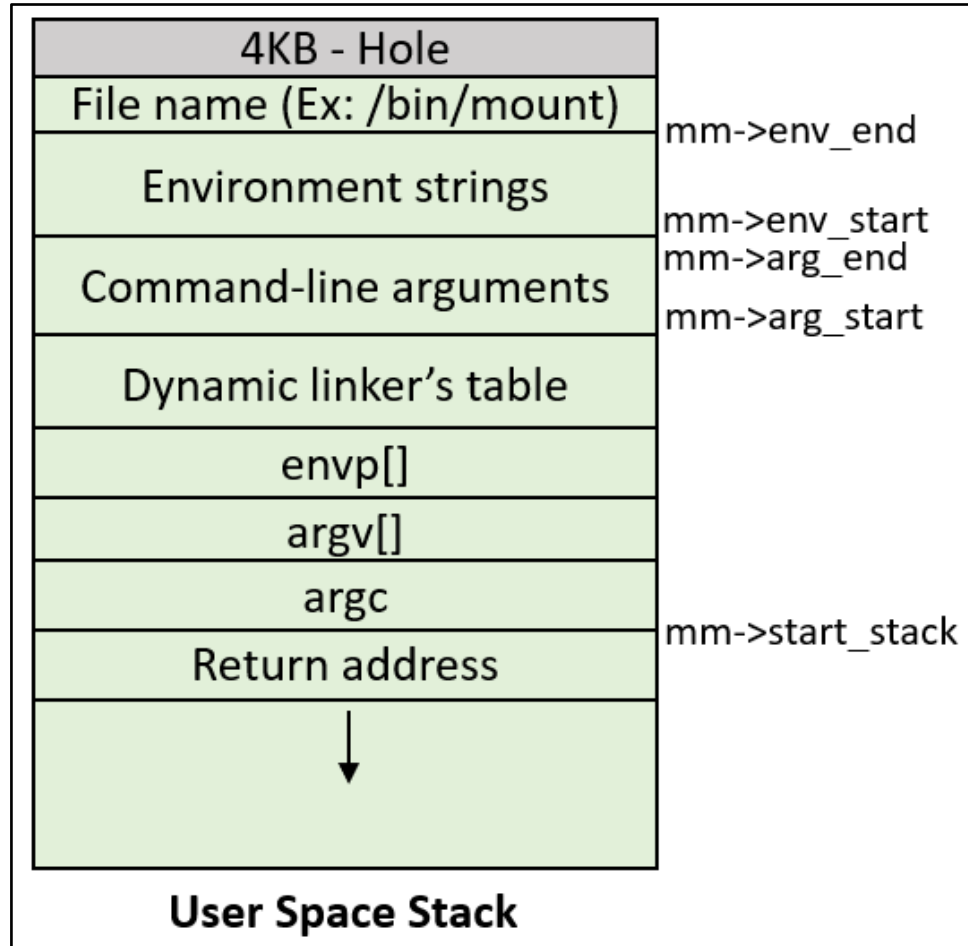 4KB - Hole
File name (Ex: /bin/mount)
mm->env_end
Environment strings
mm->env_start
mm->arg_end
Command-line arguments
mm->arg_start
Dynamic linker’s table
envp[]
argv[]
argc
mm->start_stack
Return address
User Space Stack